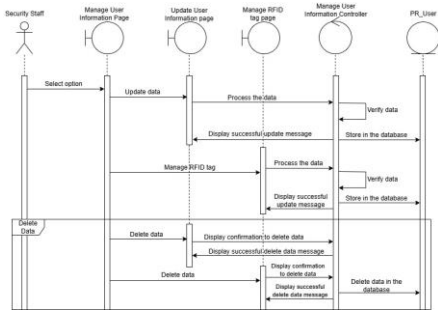 Security Staff
Manage User
Information Page
Update User
information page
Manage RFID
tag page
Manage User
Information Controller
PR_User
Select option
Update data
Process the data
Verify data
Display successful update message
Store in the database
Manage RFID tag
Process the data
Verify data
Display successful
update message
Store in the database
Delete
Data
Delete data
Display confirmation to delete data
Display successful delete data message
Delete data
Display confirmation
to delete data
Display successful
delete data message
Delete data in the
database